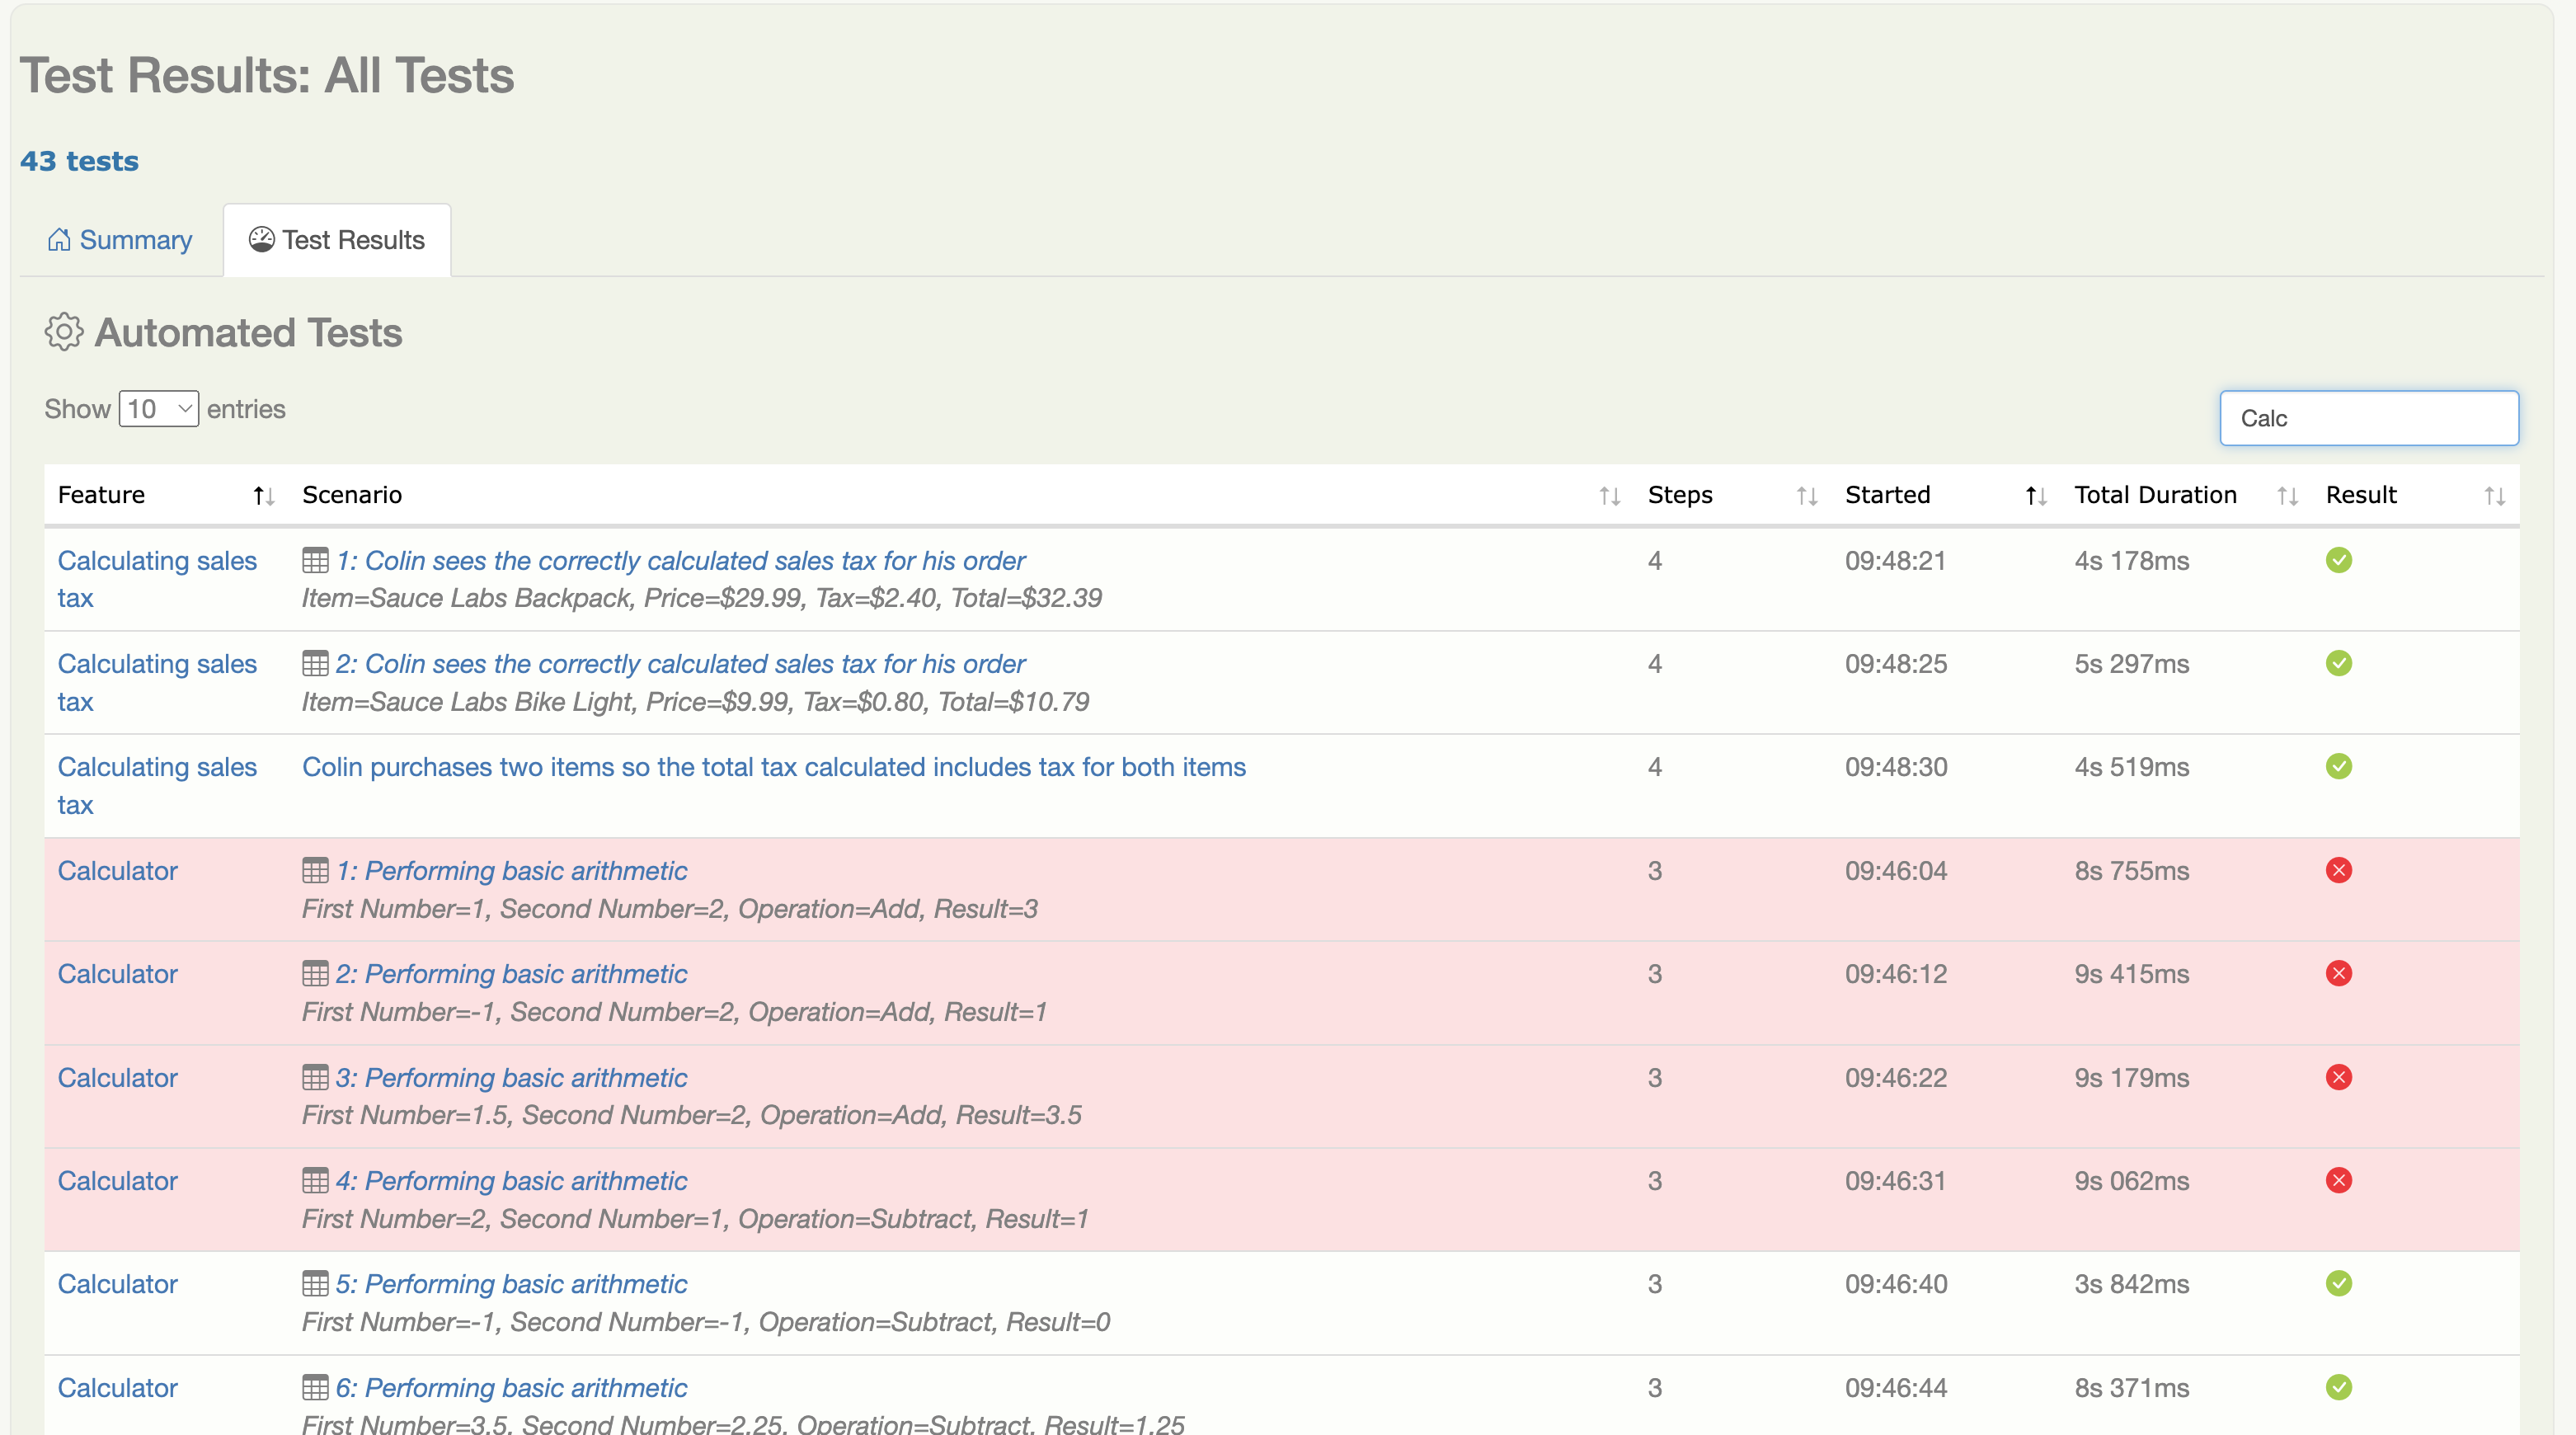 Test Results: All Tests
43 tests
Summary
Test Results
Automated Tests
Show 10 entries
Calc
Feature Scenario Steps Started Total Duration Result
Calculating sales tax 1: Colin sees the correctly calculated sales tax for his order 4 09:48:21 4s 178ms
Item=Sauce Labs Backpack, Price=$29.99, Tax=$2.40, Total=$32.39
Calculating sales tax 2: Colin sees the correctly calculated sales tax for his order 4 09:48:25 5s 297ms
Item=Sauce Labs Bike Light, Price=$9.99, Tax=$0.80, Total=$10.79
Calculating sales tax Colin purchases two items so the total tax calculated includes tax for both items 4 09:48:30 4s 519ms
Calculator 1: Performing basic arithmetic 3 09:46:04 8s 755ms
First Number=1, Second Number=2, Operation=Add, Result=3
Calculator 2: Performing basic arithmetic 3 09:46:12 9s 415ms
First Number=-1, Second Number=2, Operation=Add, Result=1
Calculator 3: Performing basic arithmetic 3 09:46:22 9s 179ms
First Number=1.5, Second Number=2, Operation=Add, Result=3.5
Calculator 4: Performing basic arithmetic 3 09:46:31 9s 062ms
First Number=2, Second Number=1, Operation=Subtract, Result=1
Calculator 5: Performing basic arithmetic 3 09:46:40 3s 842ms
First Number=-1, Second Number=-1, Operation=Subtract, Result=0
Calculator 6: Performing basic arithmetic 3 09:46:44 8s 371ms
First Number=3.5, Second Number=2.25, Operation=Subtract, Result=1.25